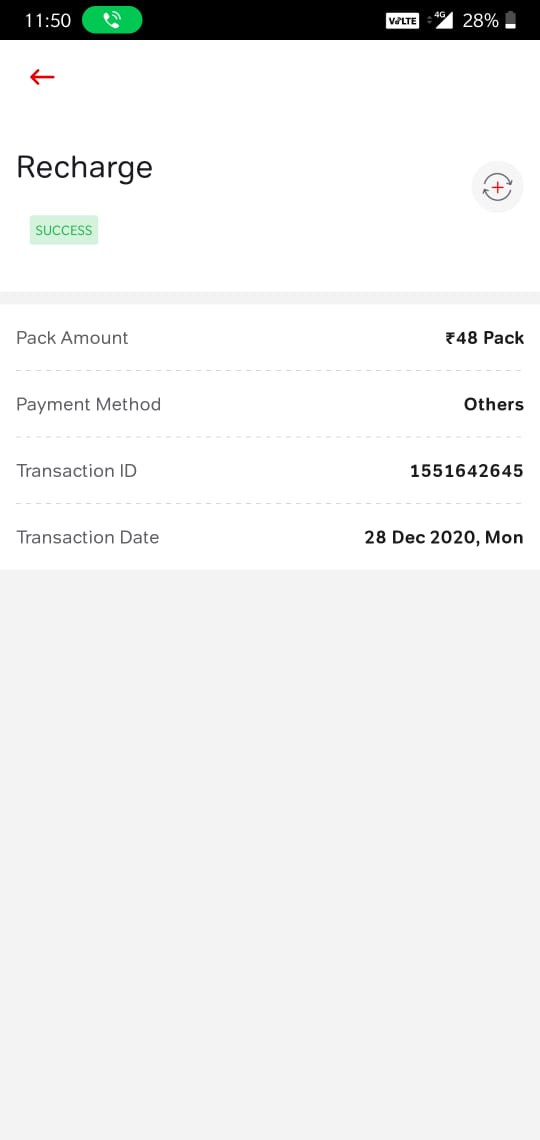 11:50 VoLTE 4G 28%
Recharge
SUCCESS
Pack Amount ₹48 Pack
Payment Method Others
Transaction ID 1551642645
Transaction Date 28 Dec 2020, Mon